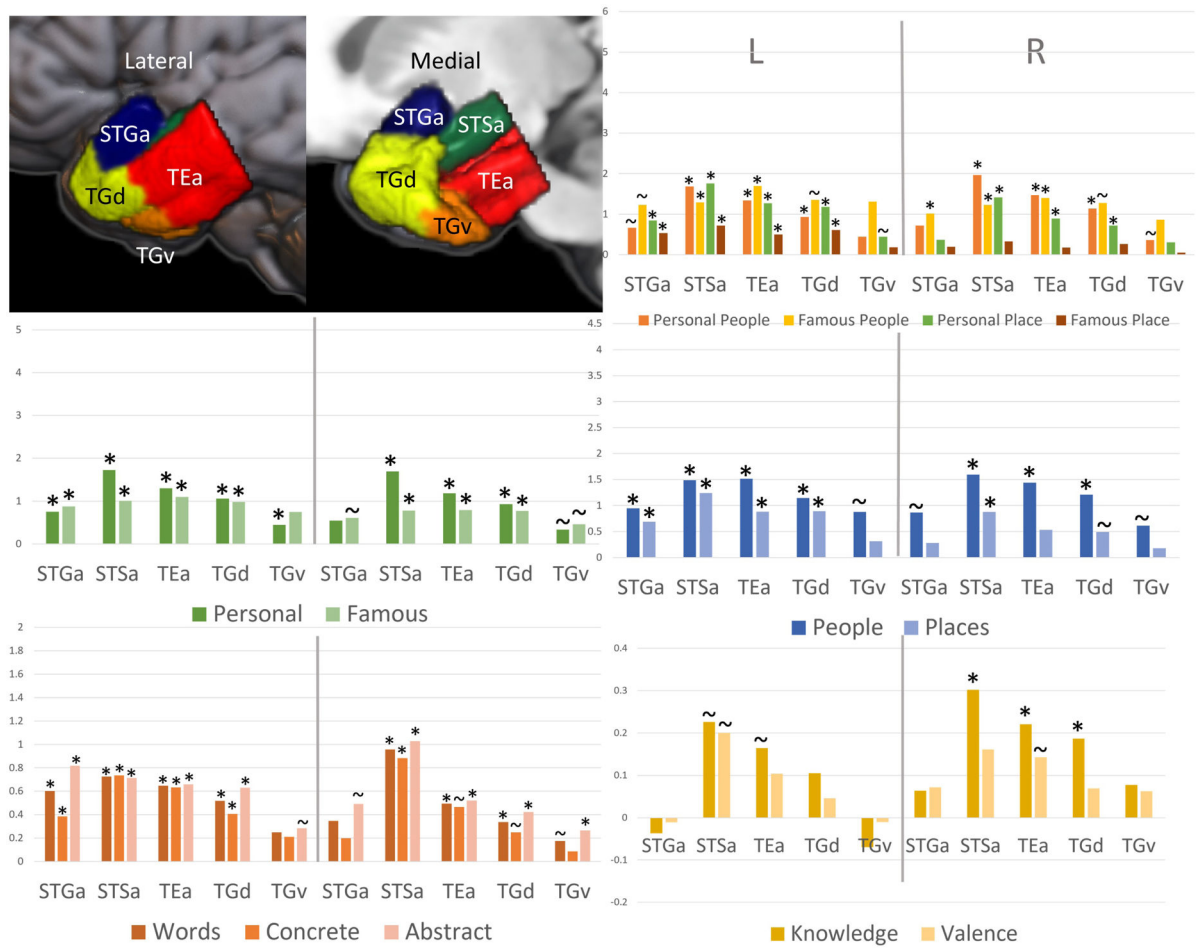 Lateral
Medial
STGa
STGa
STSa
TEa
TGd
TEa
TGd
TGv
TGv
L
R
6
5
4
3
2
1
0
~ ~ * * * * * * * * * * * ~ * * ~ * * * * * * * * ~ * ~
STGa STSa TEa TGd TGv STGa STSa TEa TGd TGv
Personal People Famous People Personal Place Famous Place
5
4
3
2
1
0
* * * * * * * * * ~ * * * * * * ~ ~
STGa STSa TEa TGd TGv STGa STSa TEa TGd TGv
Personal Famous
4.5
4
3.5
3
2.5
2
1.5
1
0.5
0
* * * * * * * * ~ ~ * * * * ~ ~
STGa STSa TEa TGd TGv STGa STSa TEa TGd TGv
People Places
2
1.8
1.6
1.4
1.2
1
0.8
0.6
0.4
0.2
0
* * * * * * * * * * * * ~ ~ * * * * ~ * * ~ * ~ *
STGa STSa TEa TGd TGv STGa STSa TEa TGd TGv
Words Concrete Abstract
0.4
0.3
0.2
0.1
0
-0.1
-0.2
~ ~ ~ * * ~ *
STGa STSa TEa TGd TGv STGa STSa TEa TGd TGv
Knowledge Valence